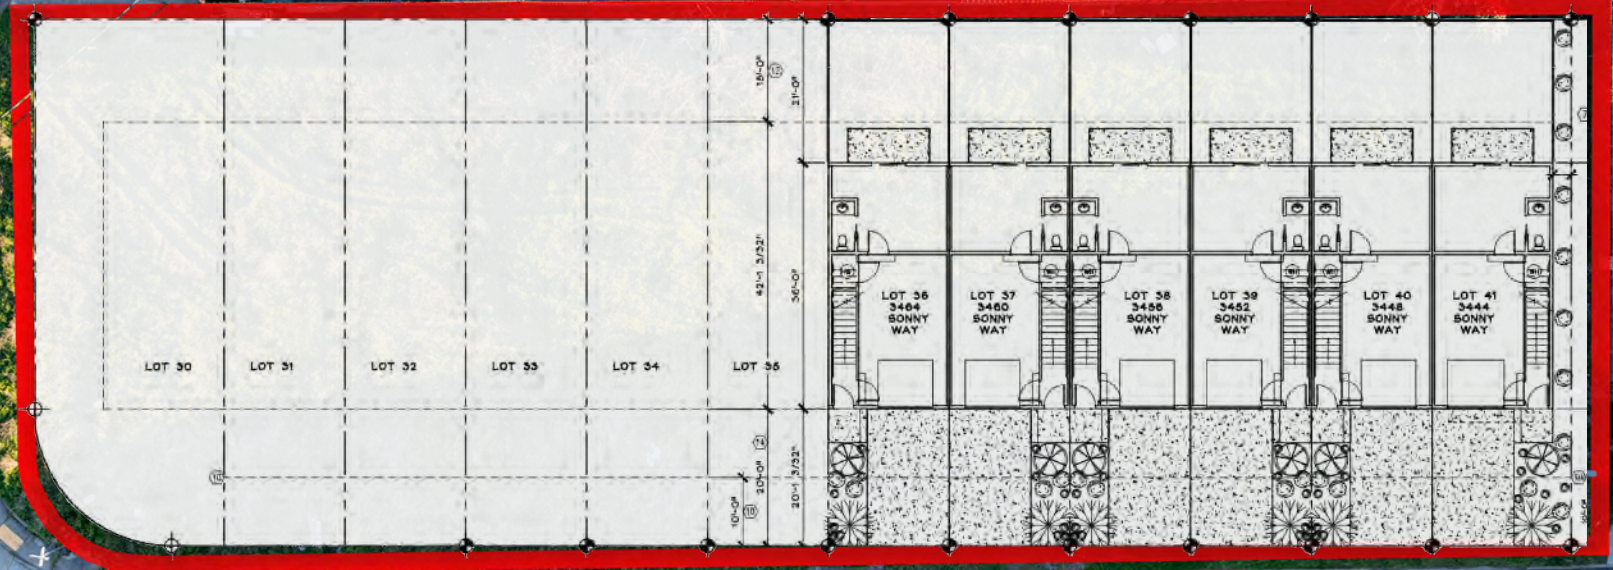 15'-0"
21'-0"
42'-1 3/32"
36'-0"
LOT 36
3464
SONNY
WAY
LOT 37
3460
SONNY
WAY
LOT 38
3456
SONNY
WAY
LOT 39
3452
SONNY
WAY
LOT 40
3448
SONNY
WAY
LOT 41
3444
SONNY
WAY
LOT 30
LOT 31
LOT 32
LOT 33
LOT 34
LOT 35
20'-0"
20'-1 3/32"
10'-0"